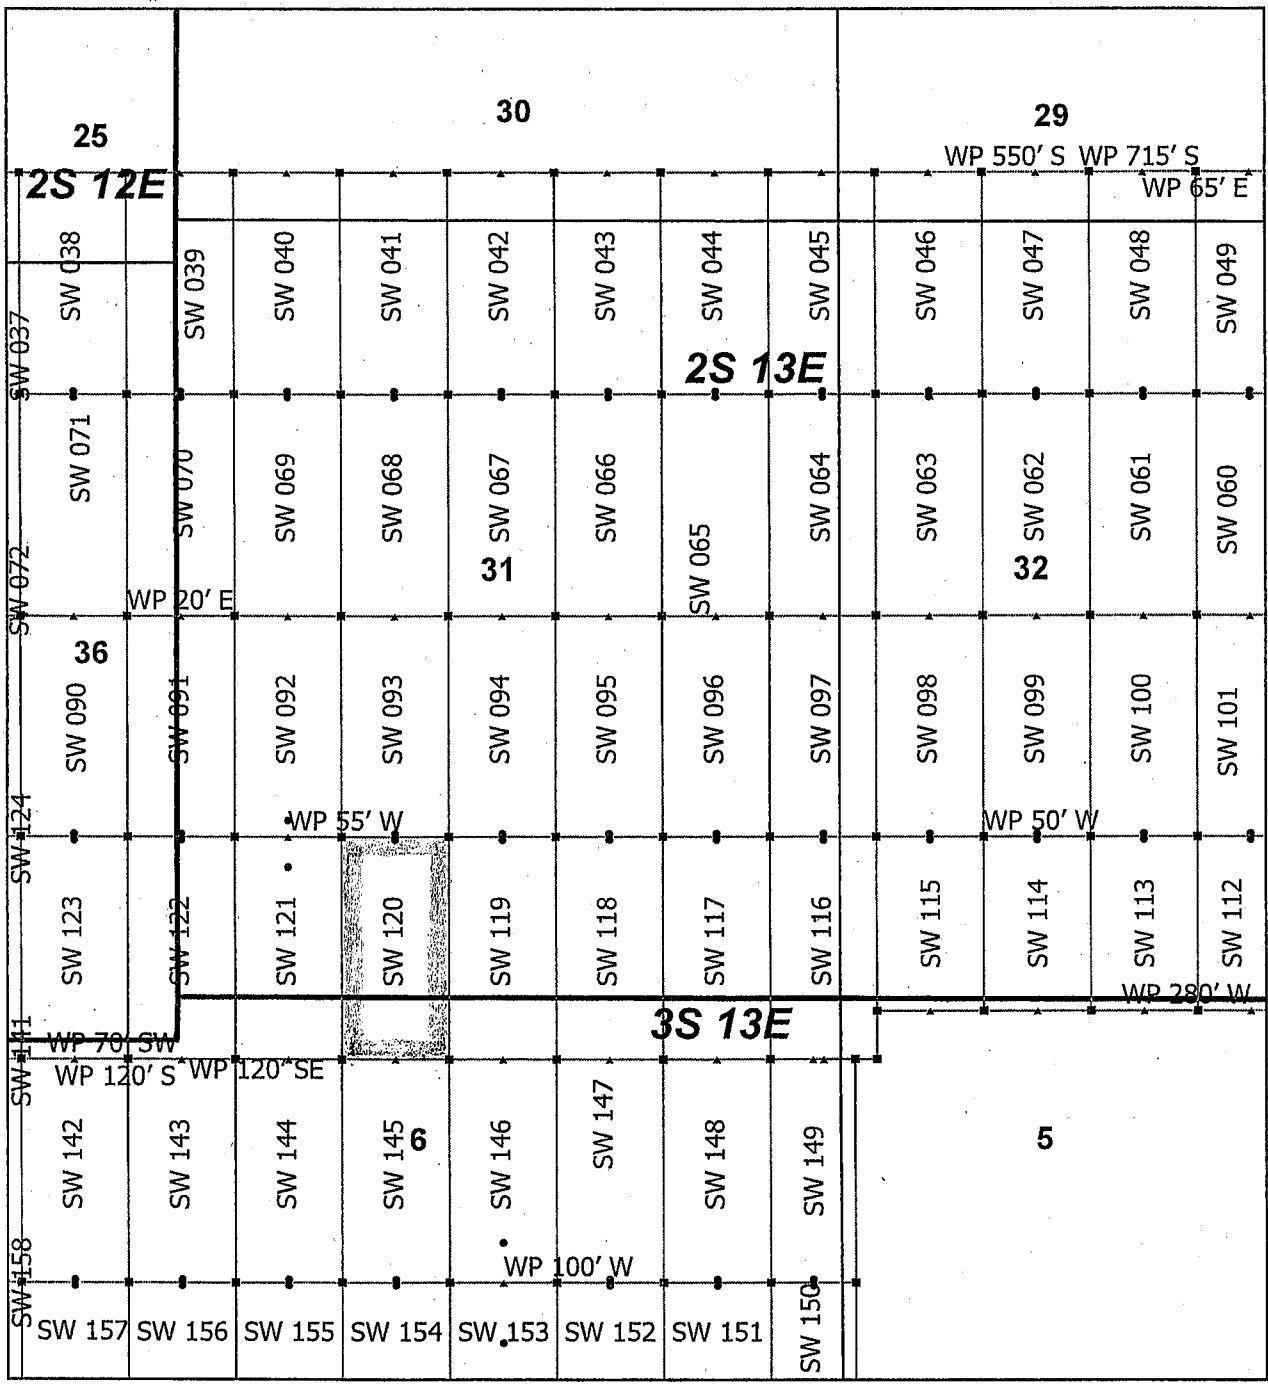 30
29
25
WP 550' S WP 715' S
2S 12E
WP 65' E
SW 038
SW 039
SW 040
SW 041
SW 042
SW 043
SW 044
SW 045
SW 046
SW 047
SW 048
SW 049
SW 037
2S 13E
SW 071
SW 070
SW 069
SW 068
SW 067
SW 066
SW 065
SW 064
SW 063
SW 062
SW 061
SW 060
31
32
SW 072
WP 20' E
36
SW 090
SW 091
SW 092
SW 093
SW 094
SW 095
SW 096
SW 097
SW 098
SW 099
SW 100
SW 101
SW 124
WP 55' W
WP 50' W
SW 123
SW 122
SW 121
SW 120
SW 119
SW 118
SW 117
SW 116
SW 115
SW 114
SW 113
SW 112
WP 280' W
3S 13E
SW 141
WP 70' SW
WP 120' S
WP 120' SE
SW 142
SW 143
SW 144
SW 145
6
SW 146
SW 147
SW 148
SW 149
5
SW 158
WP 100' W
SW 157
SW 156
SW 155
SW 154
SW 153
SW 152
SW 151
SW 150